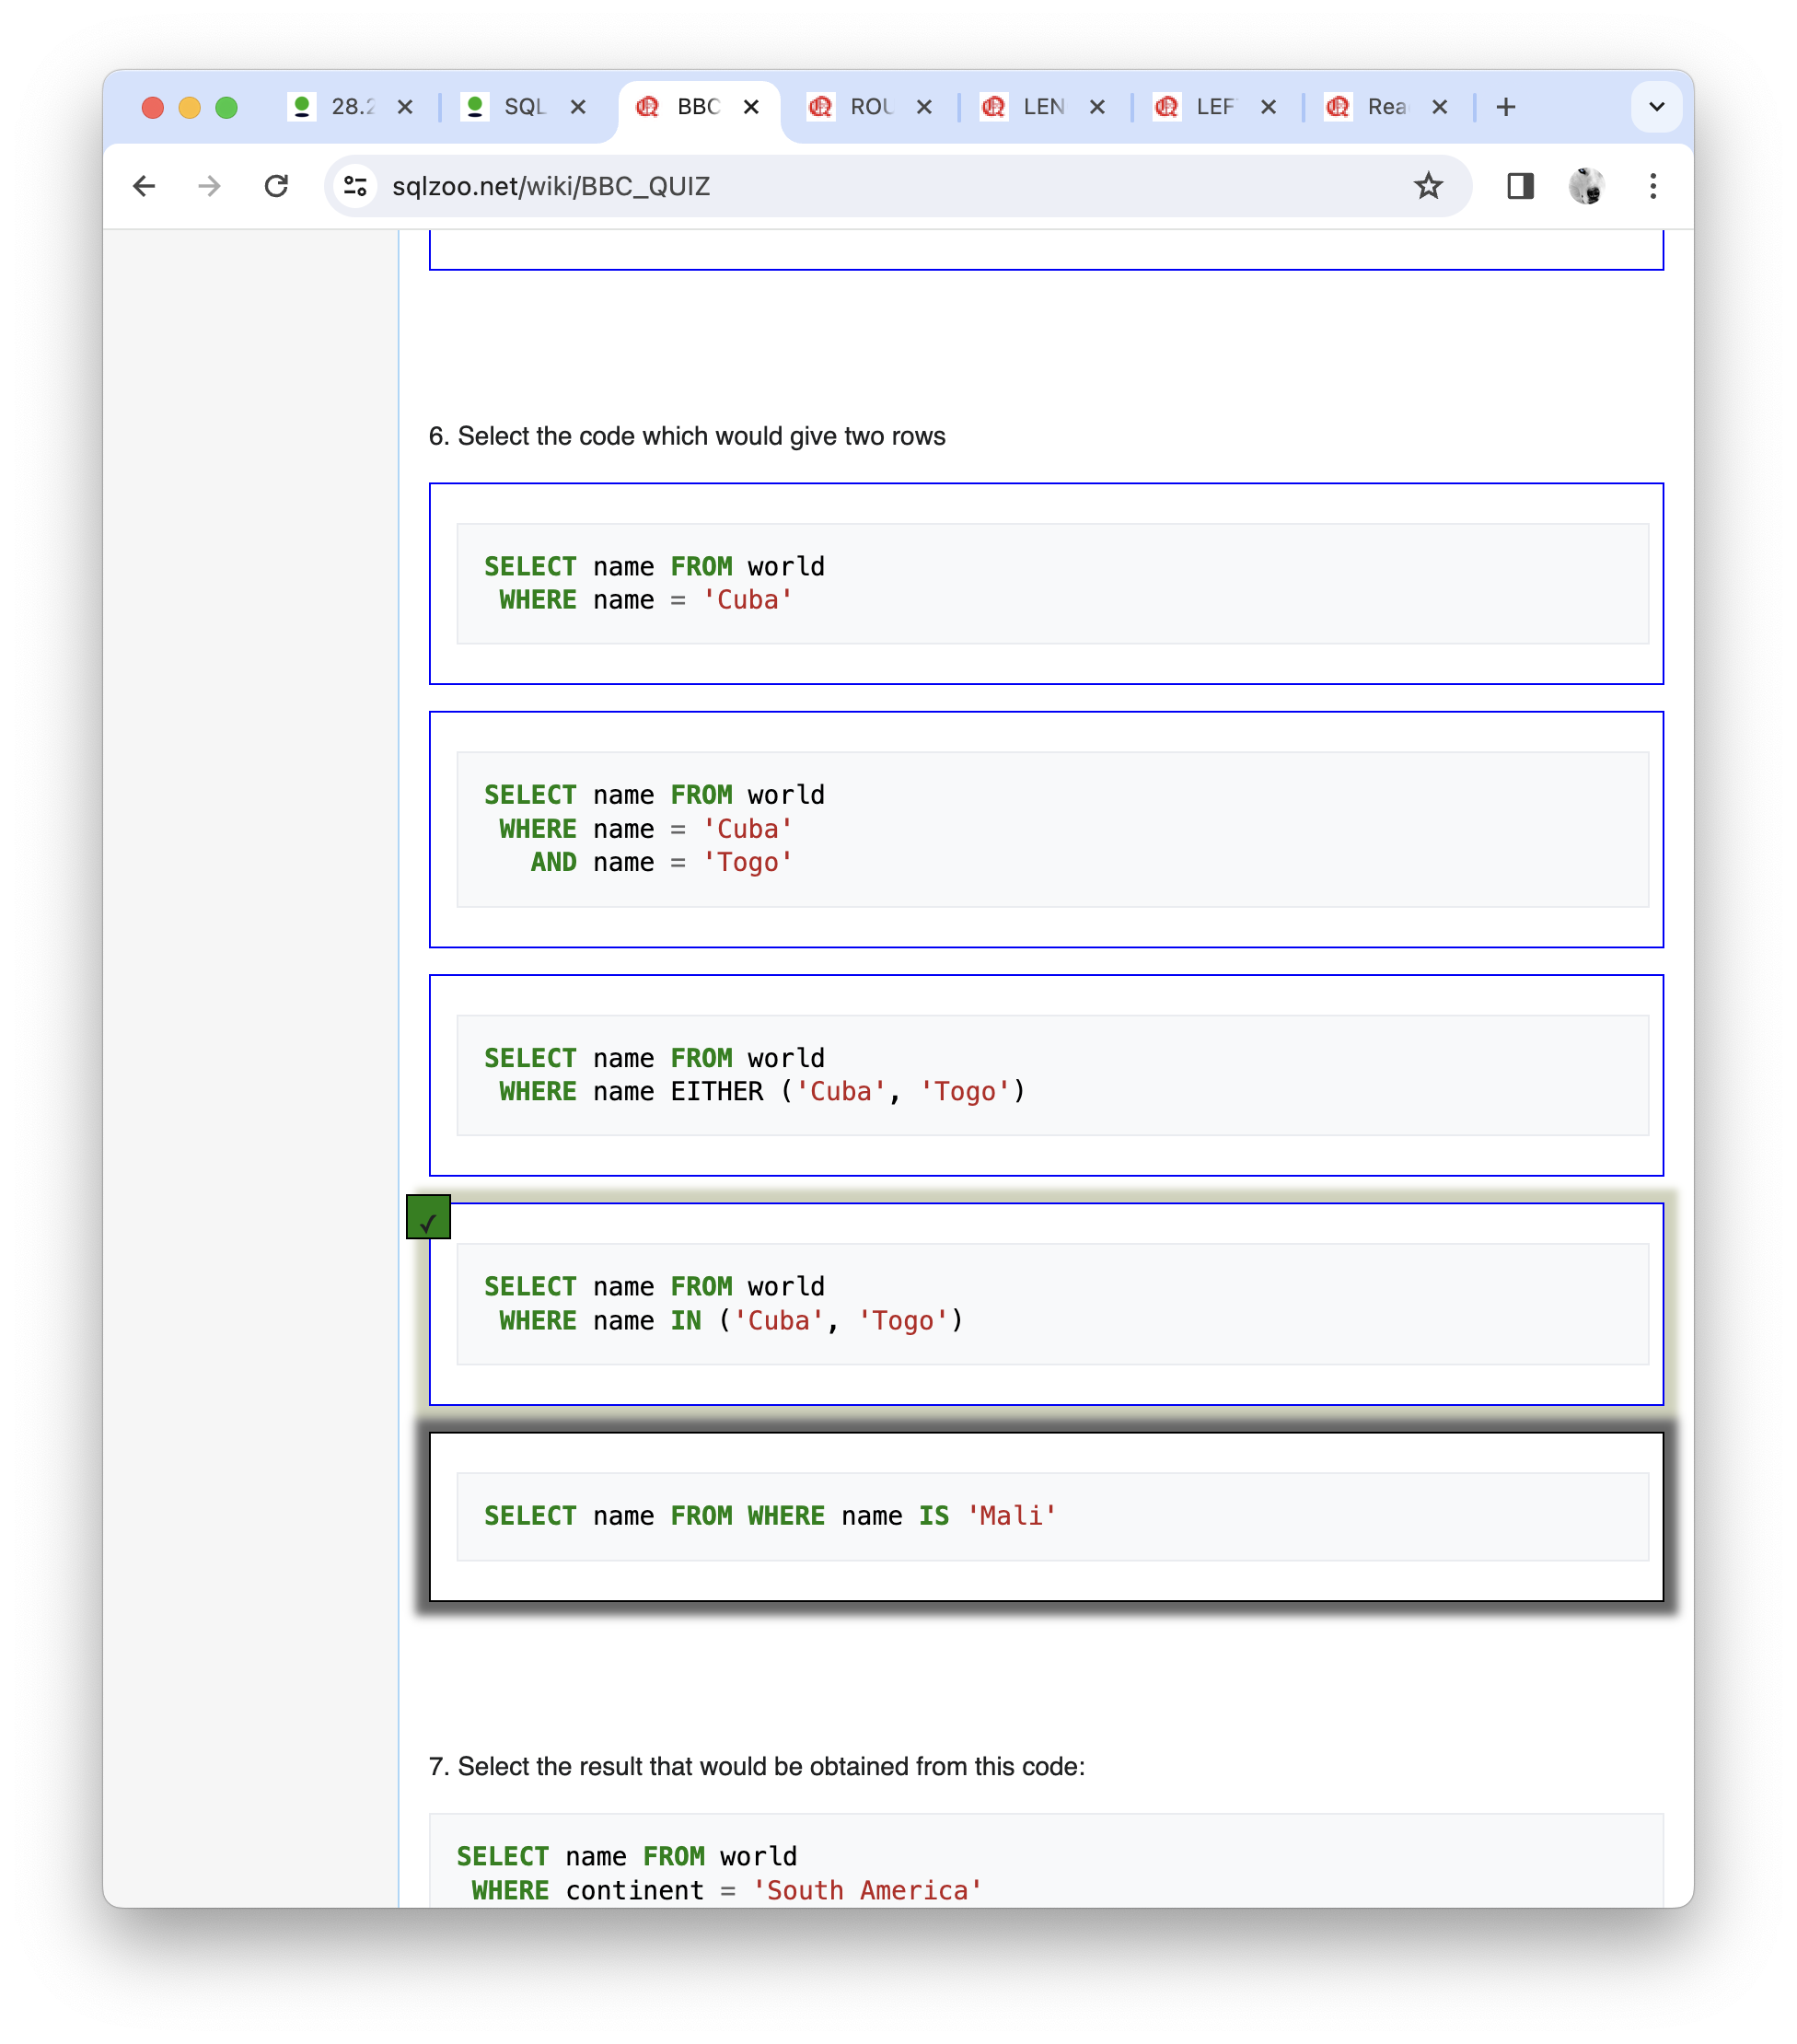 28.2
SQL
BBC
ROU
LEN
LEF
Rea
sqlzoo.net/wiki/BBC_QUIZ
6. Select the code which would give two rows
SELECT name FROM world
WHERE name = 'Cuba'
SELECT name FROM world
WHERE name = 'Cuba'
AND name = 'Togo'
SELECT name FROM world
WHERE name EITHER ('Cuba', 'Togo')
✓
SELECT name FROM world
WHERE name IN ('Cuba', 'Togo')
SELECT name FROM WHERE name IS 'Mali'
7. Select the result that would be obtained from this code:
SELECT name FROM world
WHERE continent = 'South America'